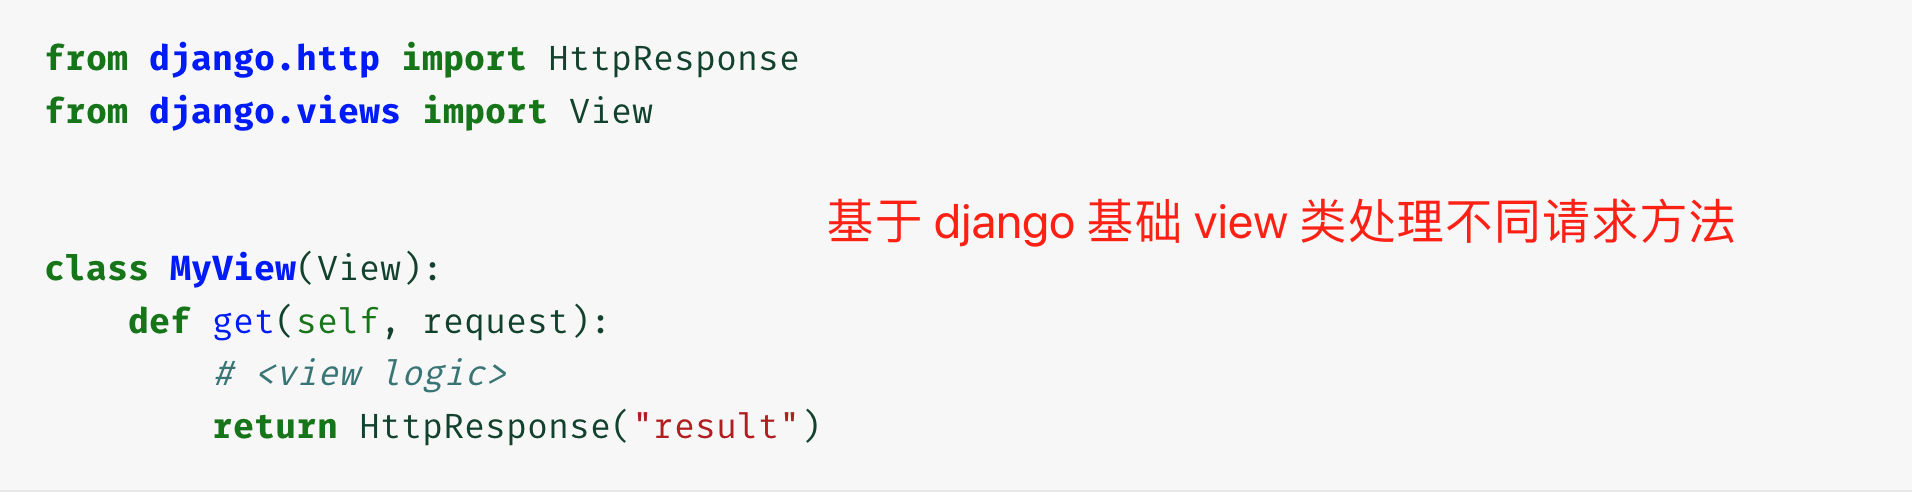 from django.http import HttpResponse
from django.views import View
基于 django 基础 view 类处理不同请求方法
class MyView(View):
    def get(self, request):
        # <view logic>
        return HttpResponse("result")